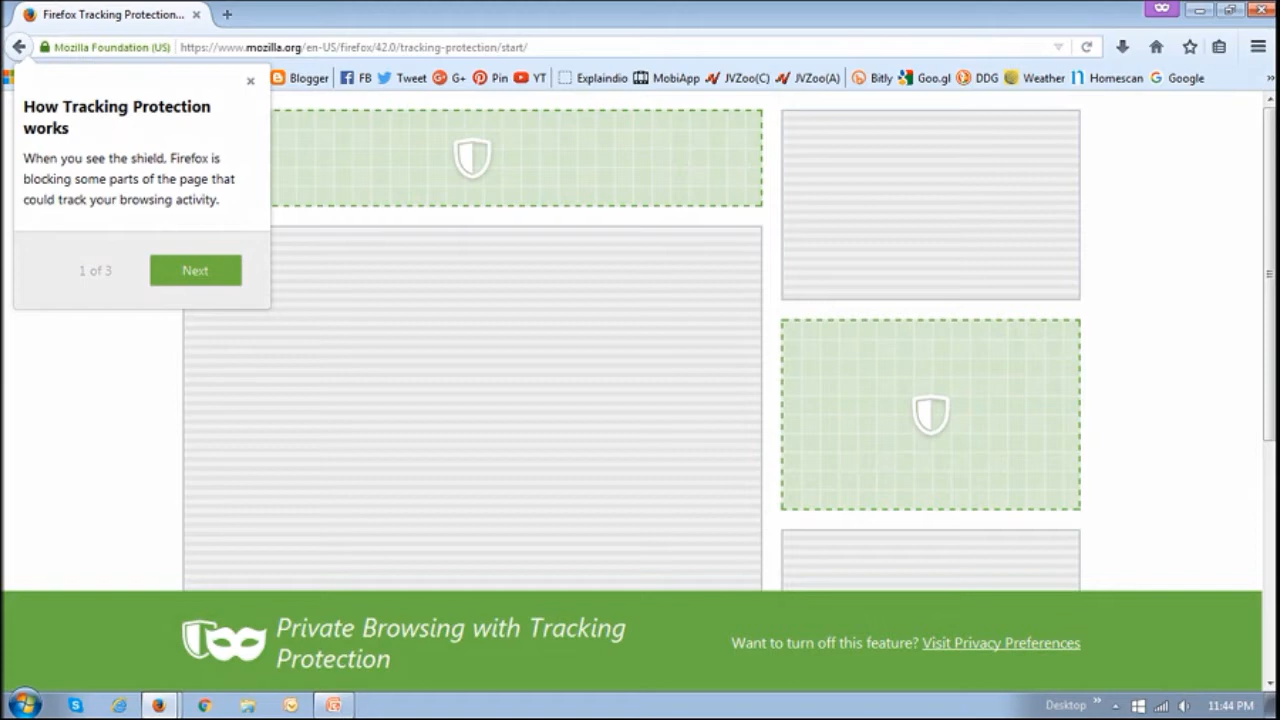 Firefox Tracking Protection...
Mozilla Foundation (US)
https://www.mozilla.org/en-US/firefox/42.0/tracking-protection/start/
Blogger
FB
Tweet
G+
Pin
YT
Explaindio
MobiApp
JVZoo(C)
JVZoo(A)
Bitly
Goo.gl
DDG
Weather
Homescan
Google
How Tracking Protection
works
When you see the shield, Firefox is
blocking some parts of the page that
could track your browsing activity.
1 of 3
Next
Private Browsing with Tracking
Protection
Want to turn off this feature? Visit Privacy Preferences
Desktop
11:44 PM